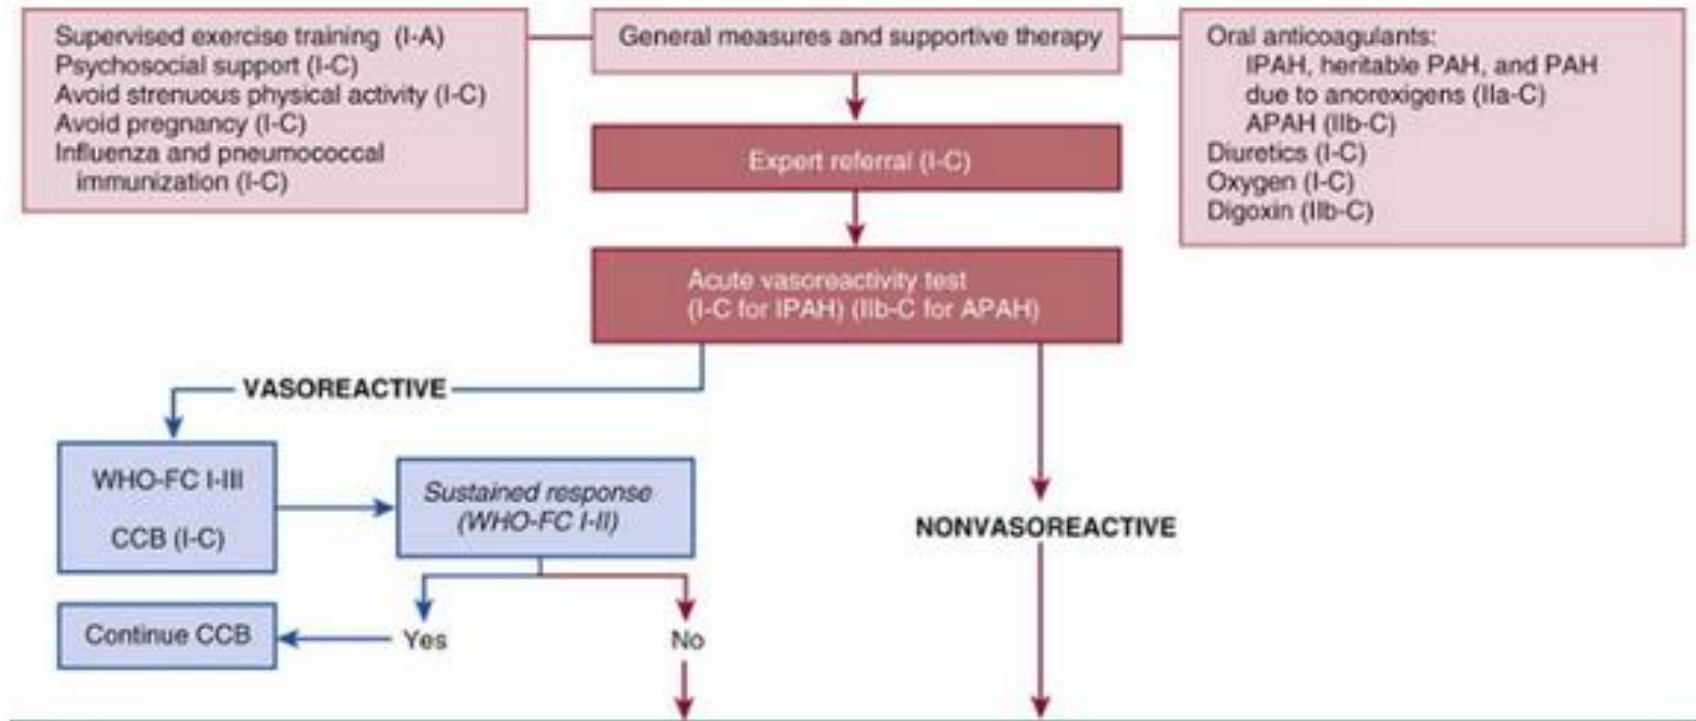 Supervised exercise training (I-A)
Psychosocial support (I-C)
Avoid strenuous physical activity (I-C)
Avoid pregnancy (I-C)
Influenza and pneumococcal
immunization (I-C)
General measures and supportive therapy
Oral anticoagulants:
IPAH, heritable PAH, and PAH
due to anorexigens (IIa-C)
APAH (IIb-C)
Diuretics (I-C)
Oxygen (I-C)
Digoxin (IIb-C)
Expert referral (I-C)
Acute vasoreactivity test
(I-C for IPAH) (IIb-C for APAH)
VASOREACTIVE
WHO-FC I-III
CCB (I-C)
Sustained response
(WHO-FC I-II)
NONVASOREACTIVE
Continue CCB
Yes
No